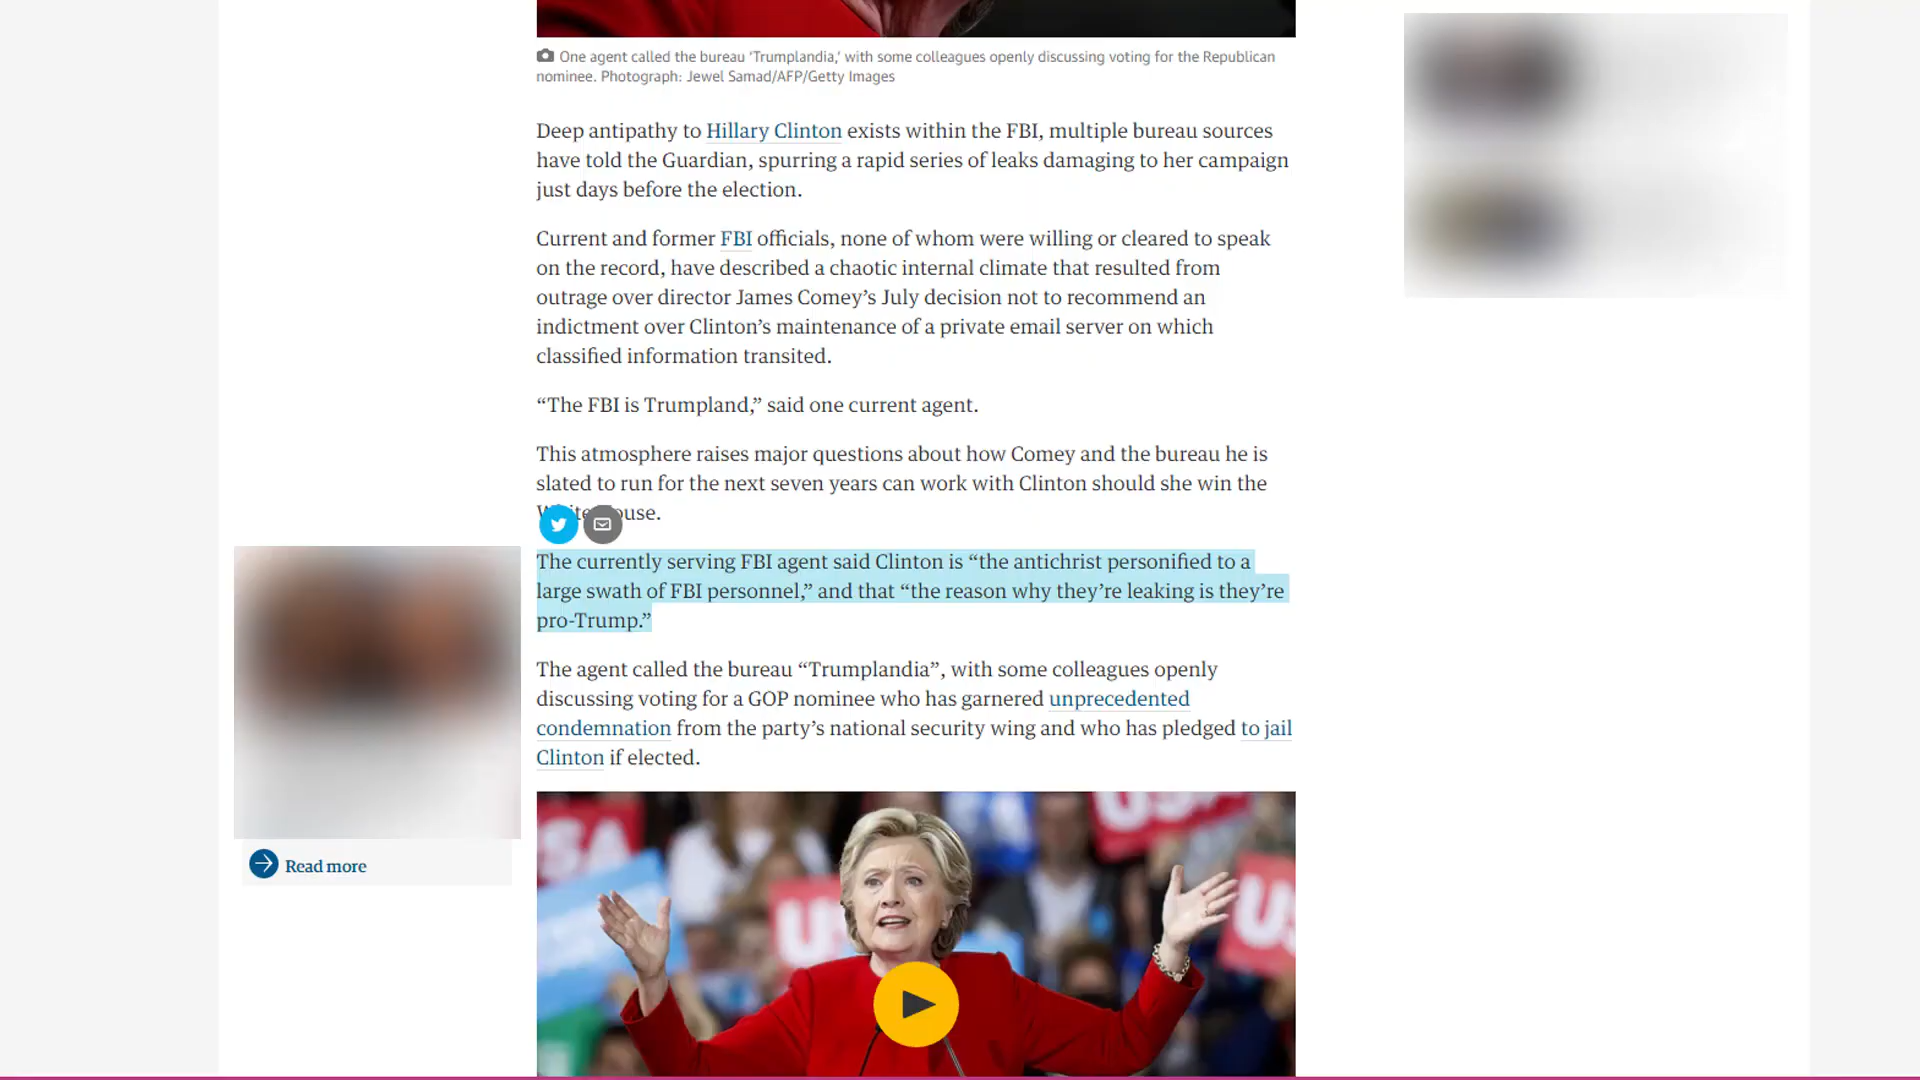 One agent called the bureau ‘Trumplandia,’ with some colleagues openly discussing voting for the Republican
nominee. Photograph: Jewel Samad/AFP/Getty Images
Deep antipathy to Hillary Clinton exists within the FBI, multiple bureau sources
have told the Guardian, spurring a rapid series of leaks damaging to her campaign
just days before the election.
Current and former FBI officials, none of whom were willing or cleared to speak
on the record, have described a chaotic internal climate that resulted from
outrage over director James Comey’s July decision not to recommend an
indictment over Clinton’s maintenance of a private email server on which
classified information transited.
“The FBI is Trumpland,” said one current agent.
This atmosphere raises major questions about how Comey and the bureau he is
slated to run for the next seven years can work with Clinton should she win the
White House.
The currently serving FBI agent said Clinton is “the antichrist personified to a
large swath of FBI personnel,” and that “the reason why they’re leaking is they’re
pro-Trump.”
The agent called the bureau “Trumplandia”, with some colleagues openly
discussing voting for a GOP nominee who has garnered unprecedented
condemnation from the party’s national security wing and who has pledged to jail
Clinton if elected.
Read more
USA
USA
US
U